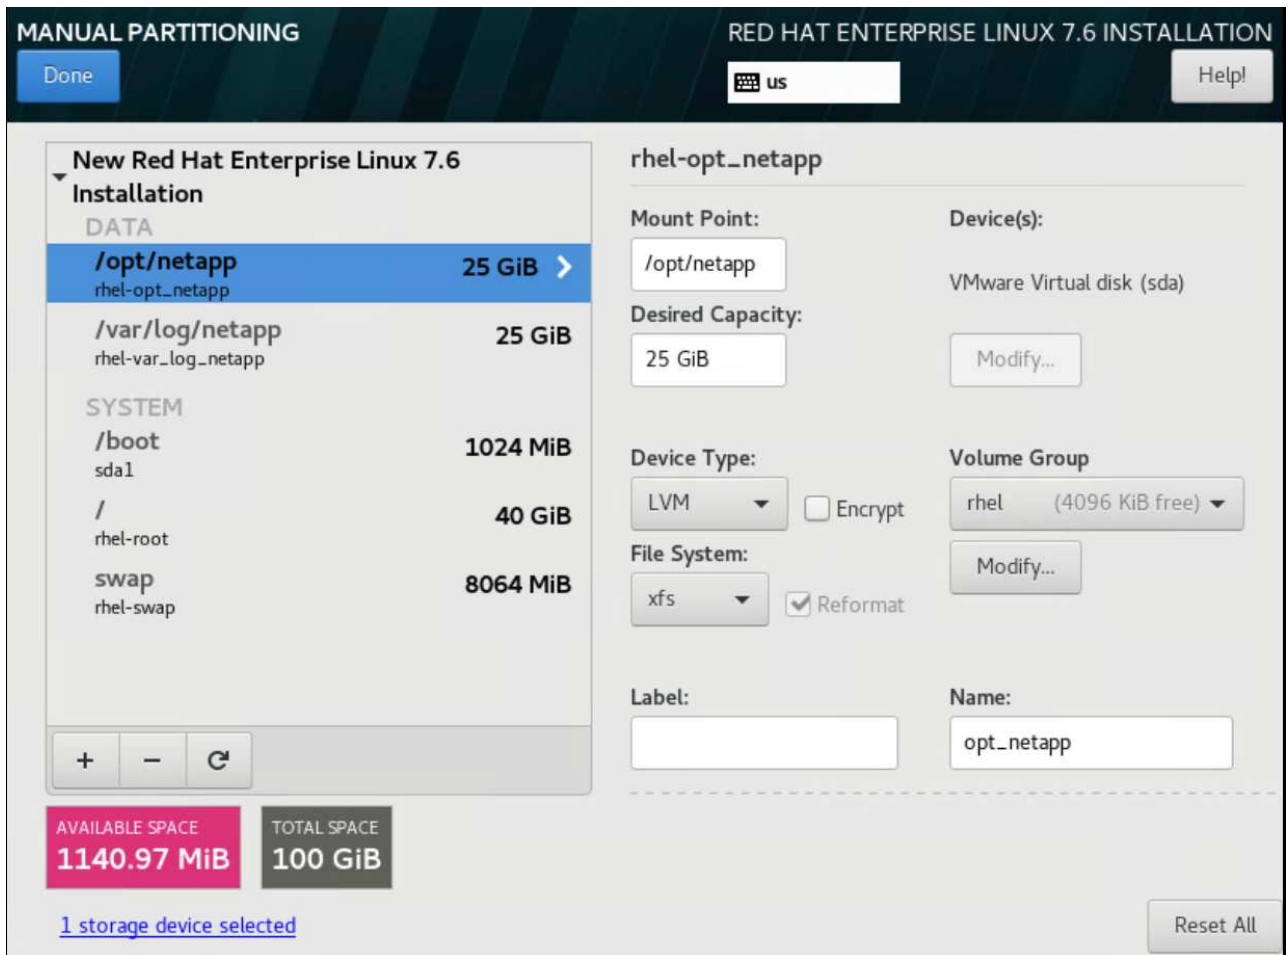 MANUAL PARTITIONING
RED HAT ENTERPRISE LINUX 7.6 INSTALLATION
Done
us
Help!
New Red Hat Enterprise Linux 7.6
Installation
DATA
/opt/netapp
25 GiB
rhel-opt_netapp
/var/log/netapp
25 GiB
rhel-var_log_netapp
SYSTEM
/boot
1024 MiB
sda1
/
40 GiB
rhel-root
swap
8064 MiB
rhel-swap
+ −
AVAILABLE SPACE
1140.97 MiB
TOTAL SPACE
100 GiB
1 storage device selected
rhel-opt_netapp
Mount Point:
/opt/netapp
Device(s):
VMware Virtual disk (sda)
Desired Capacity:
25 GiB
Modify...
Device Type:
LVM
Encrypt
Volume Group
rhel (4096 KiB free)
File System:
xfs
Reformat
Modify...
Label:
Name:
opt_netapp
Reset All